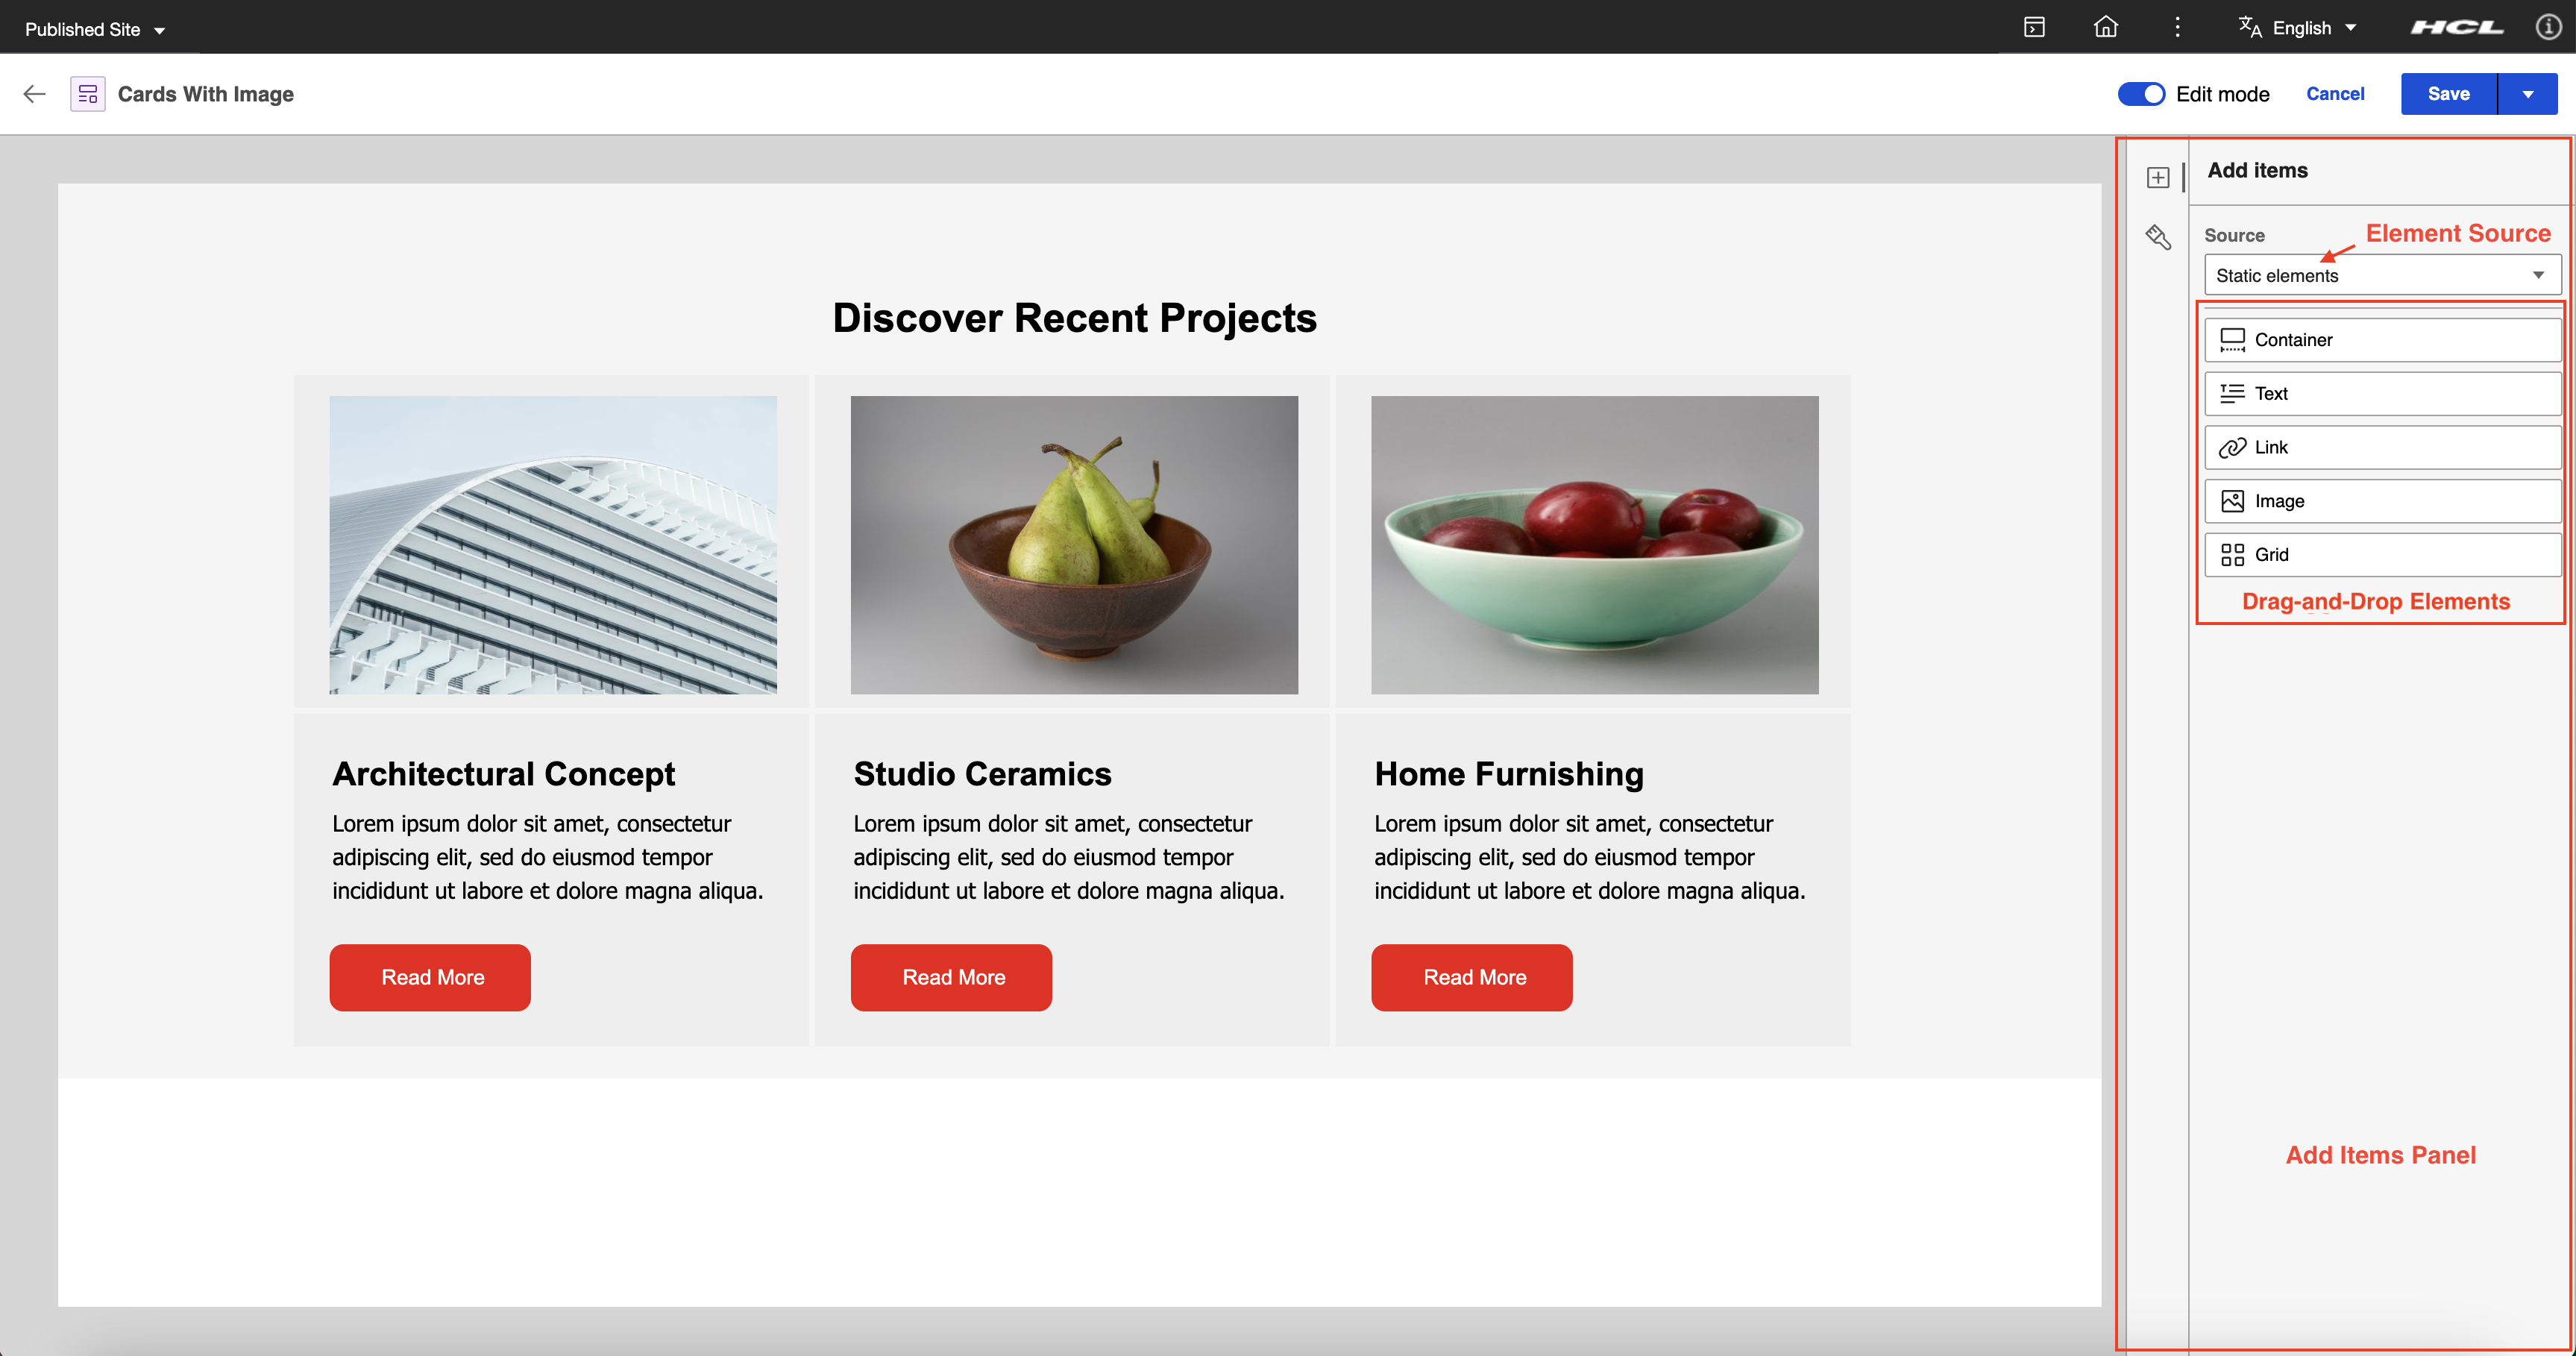 Published Site
English
HCL
Cards With Image
Edit mode
Cancel
Save
Add items
Source
Element Source
Static elements
Container
Text
Link
Image
Grid
Drag-and-Drop Elements
Add Items Panel
Discover Recent Projects
Architectural Concept
Lorem ipsum dolor sit amet, consectetur
adipiscing elit, sed do eiusmod tempor
incididunt ut labore et dolore magna aliqua.
Read More
Studio Ceramics
Lorem ipsum dolor sit amet, consectetur
adipiscing elit, sed do eiusmod tempor
incididunt ut labore et dolore magna aliqua.
Read More
Home Furnishing
Lorem ipsum dolor sit amet, consectetur
adipiscing elit, sed do eiusmod tempor
incididunt ut labore et dolore magna aliqua.
Read More